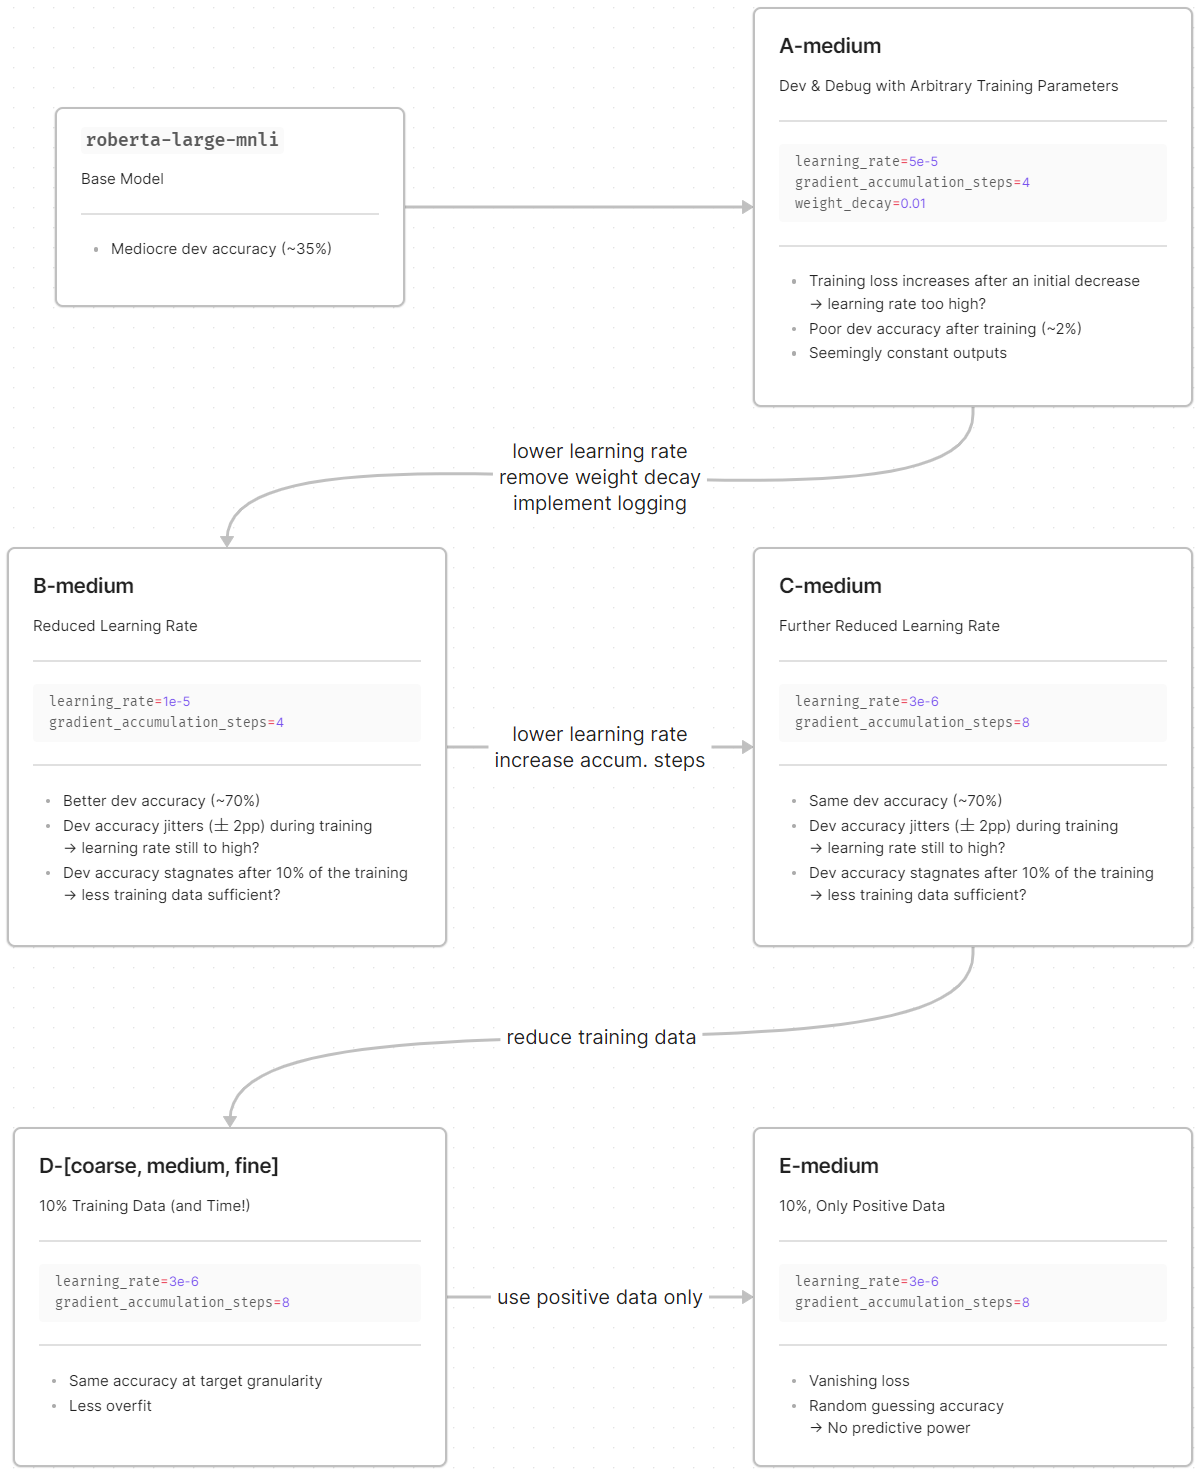 roberta-large-mnli
Base Model
• Mediocre dev accuracy (~35%)
A-medium
Dev & Debug with Arbitrary Training Parameters
learning_rate=5e-5
gradient_accumulation_steps=4
weight_decay=0.01
• Training loss increases after an initial decrease
→ learning rate too high?
• Poor dev accuracy after training (~2%)
• Seemingly constant outputs
lower learning rate
remove weight decay
implement logging
B-medium
Reduced Learning Rate
learning_rate=1e-5
gradient_accumulation_steps=4
• Better dev accuracy (~70%)
• Dev accuracy jitters (± 2pp) during training
→ learning rate still to high?
• Dev accuracy stagnates after 10% of the training
→ less training data sufficient?
lower learning rate
increase accum. steps
C-medium
Further Reduced Learning Rate
learning_rate=3e-6
gradient_accumulation_steps=8
• Same dev accuracy (~70%)
• Dev accuracy jitters (± 2pp) during training
→ learning rate still to high?
• Dev accuracy stagnates after 10% of the training
→ less training data sufficient?
reduce training data
D-[coarse, medium, fine]
10% Training Data (and Time!)
learning_rate=3e-6
gradient_accumulation_steps=8
• Same accuracy at target granularity
• Less overfit
use positive data only
E-medium
10%, Only Positive Data
learning_rate=3e-6
gradient_accumulation_steps=8
• Vanishing loss
• Random guessing accuracy
→ No predictive power